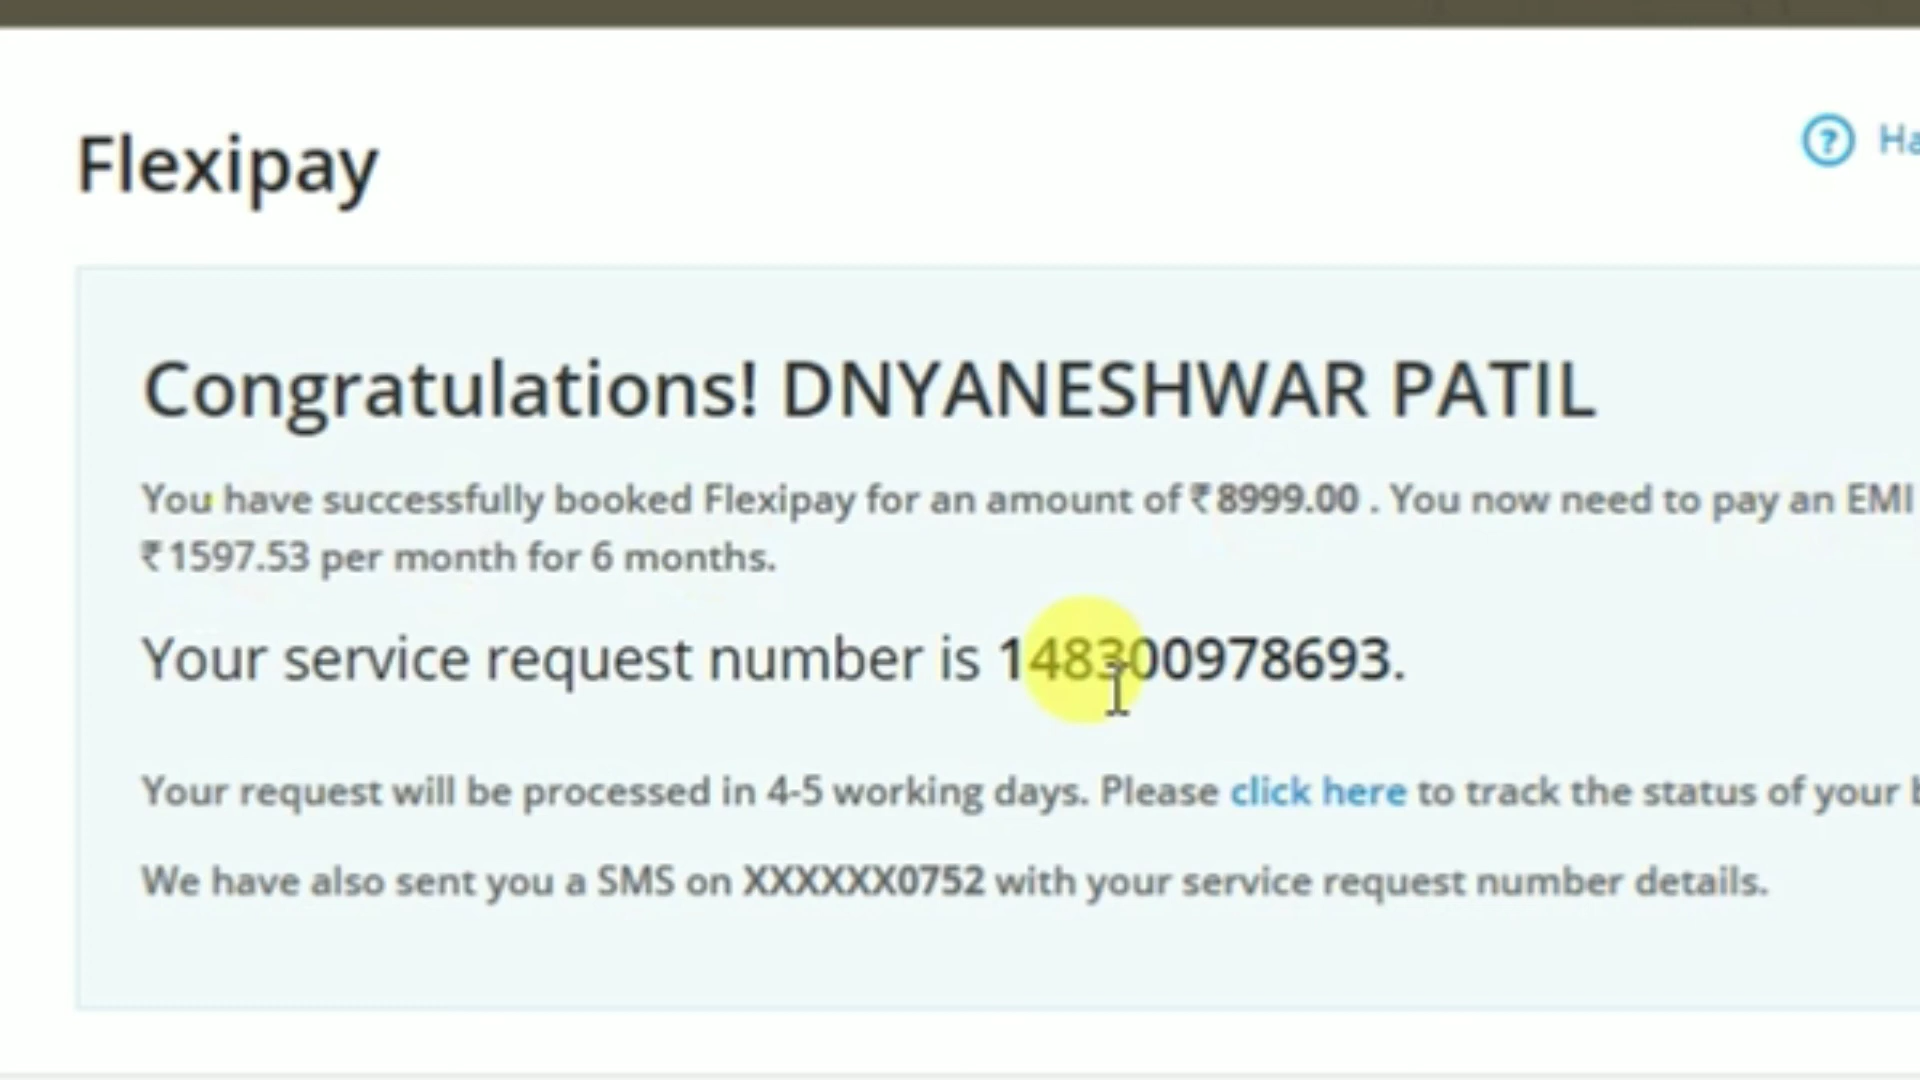 Flexipay
Congratulations! DNYANESHWAR PATIL
You have successfully booked Flexipay for an amount of ₹8999.00 . You now need to pay an EMI
₹1597.53 per month for 6 months.
Your service request number is 148300978693.
Your request will be processed in 4-5 working days. Please click here to track the status of your
We have also sent you a SMS on XXXXXX0752 with your service request number details.